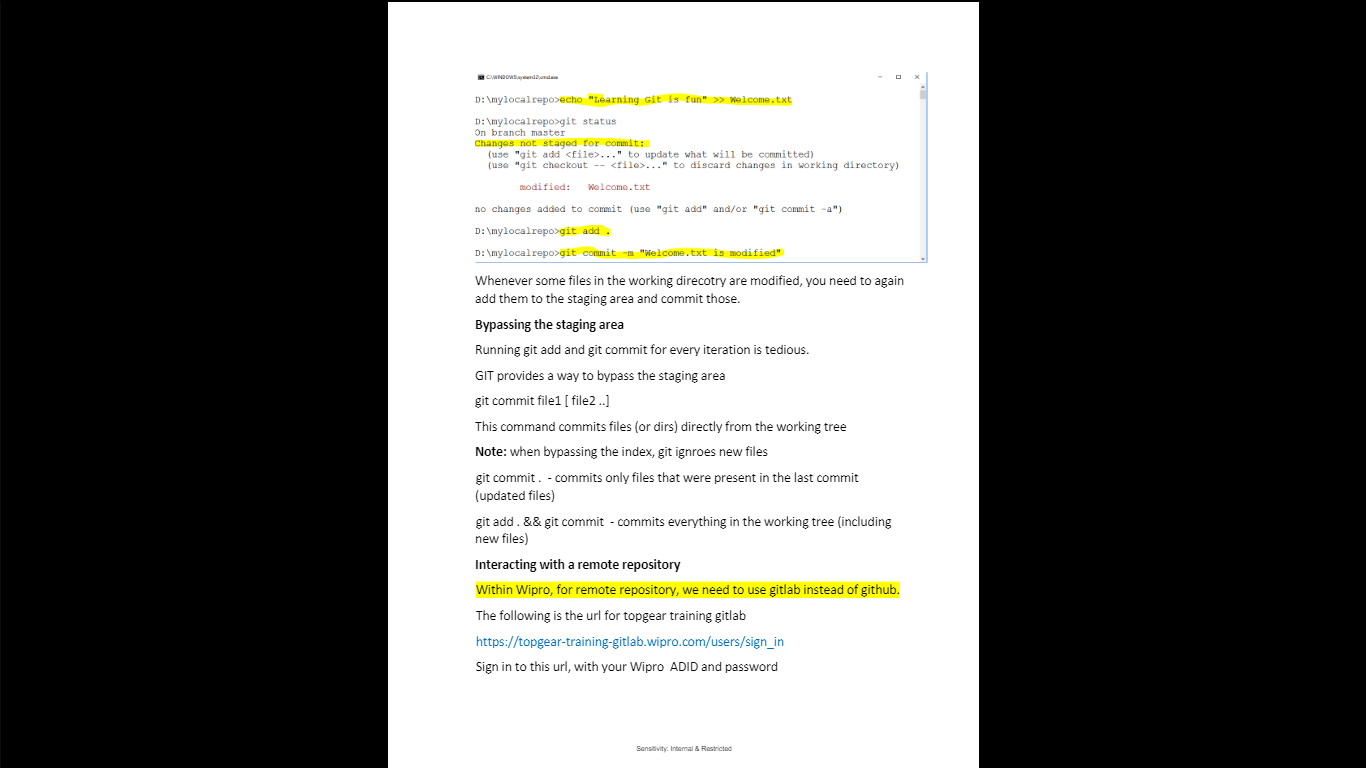 C:\WINDOWS\system32\cmd.exe
D:\mylocalrepo>echo "Learning Git is fun" >> Welcome.txt
D:\mylocalrepo>git status
On branch master
Changes not staged for commit:
(use "git add <file>..." to update what will be committed)
(use "git checkout -- <file>..." to discard changes in working directory)
modified:   Welcome.txt
no changes added to commit (use "git add" and/or "git commit -a")
D:\mylocalrepo>git add .
D:\mylocalrepo>git commit -m "Welcome.txt is modified"
Whenever some files in the working direcotry are modified, you need to again
add them to the staging area and commit those.
Bypassing the staging area
Running git add and git commit for every iteration is tedious.
GIT provides a way to bypass the staging area
git commit file1 [ file2 ..]
This command commits files (or dirs) directly from the working tree
Note: when bypassing the index, git ignroes new files
git commit .  - commits only files that were present in the last commit
(updated files)
git add . && git commit  - commits everything in the working tree (including
new files)
Interacting with a remote repository
Within Wipro, for remote repository, we need to use gitlab instead of github.
The following is the url for topgear training gitlab
https://topgear-training-gitlab.wipro.com/users/sign_in
Sign in to this url, with your Wipro  ADID and password
Sensitivity: Internal & Restricted